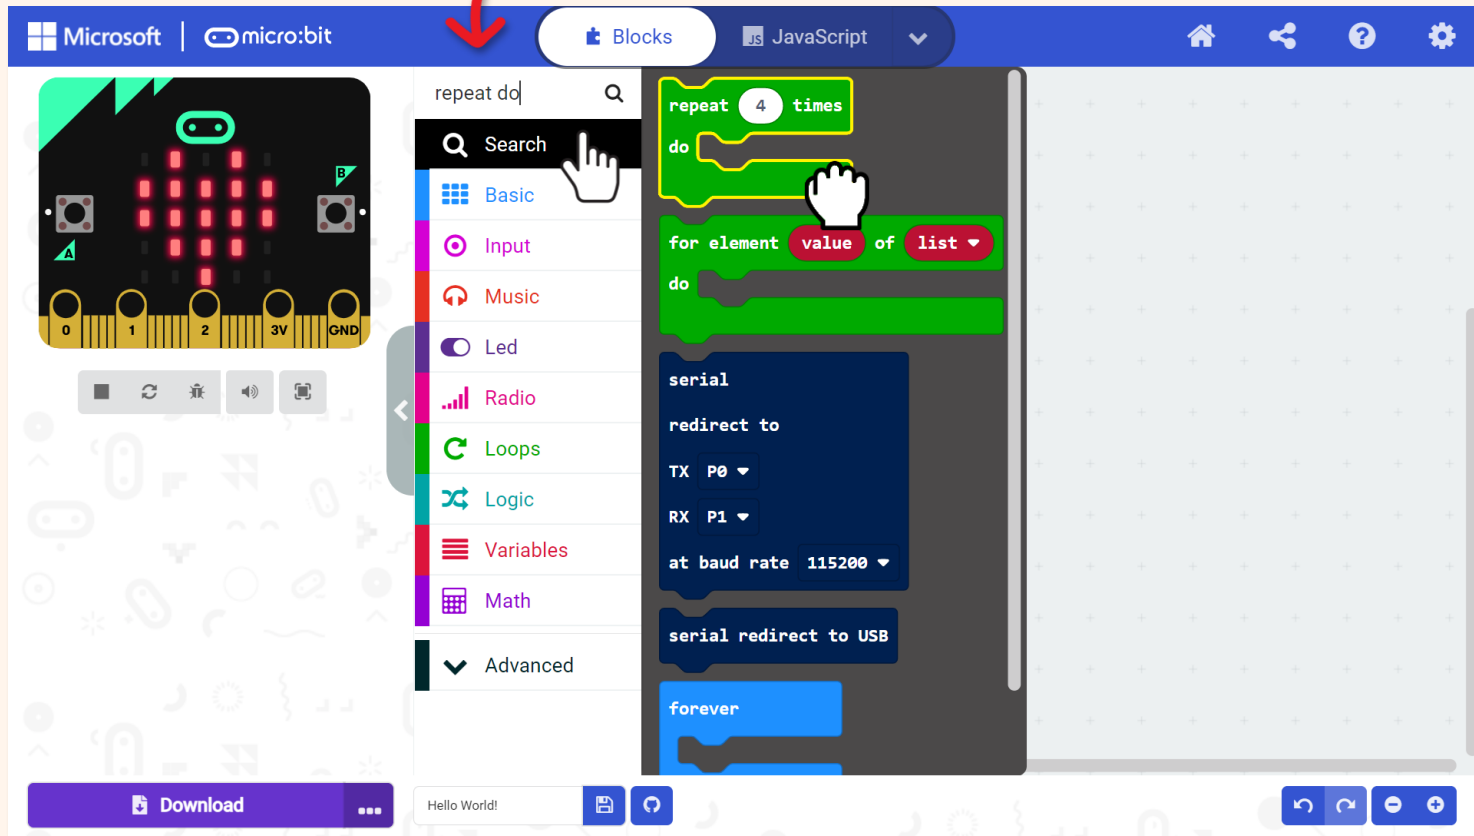 Microsoft micro:bit
Blocks
JS JavaScript
repeat do
Search
Basic
Input
Music
Led
Radio
Loops
Logic
Variables
Math
Advanced
repeat 4 times
do
for element value of list
do
serial
redirect to
TX P0
RX P1
at baud rate 115200
serial redirect to USB
forever
B
A
0 1 2 3V GND
Download
Hello World!